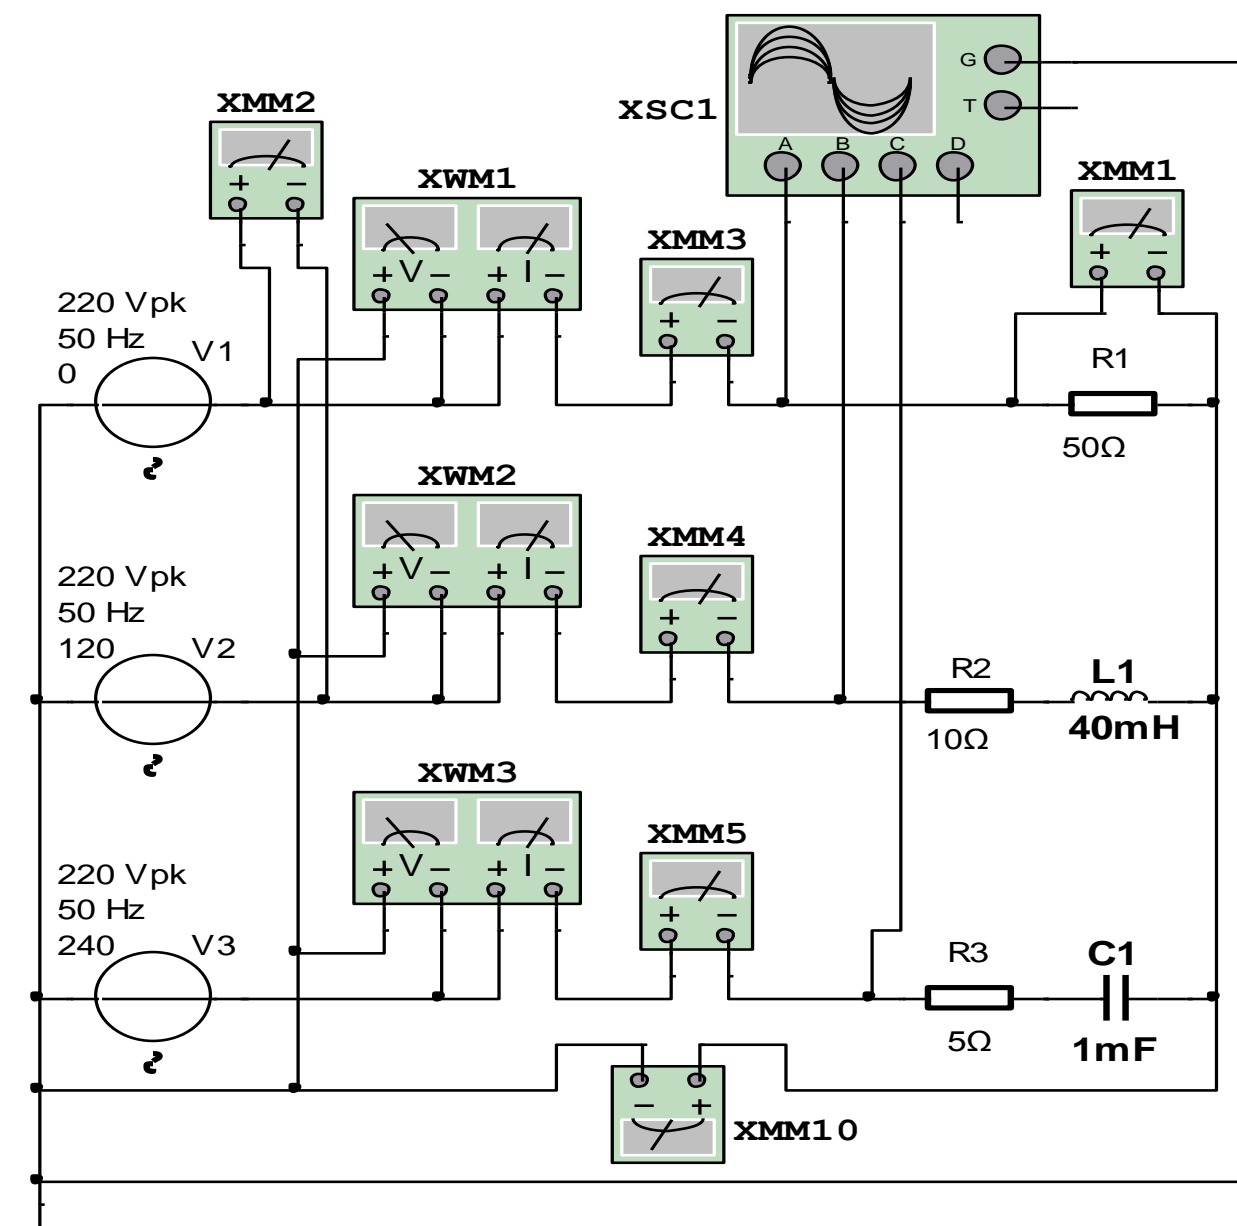 XMM2
XWM1
XSC1
G
T
A B C D
XMM1
XMM3
+ −
+ V − + I −
+ −
+ −
220 Vpk
50 Hz
0
V1
R1
50Ω
XWM2
XMM4
+ V − + I −
+ −
220 Vpk
50 Hz
120
V2
R2
L1
10Ω
40mH
XWM3
XMM5
+ V − + I −
+ −
220 Vpk
50 Hz
240
V3
R3
C1
5Ω
1mF
− +
XMM10